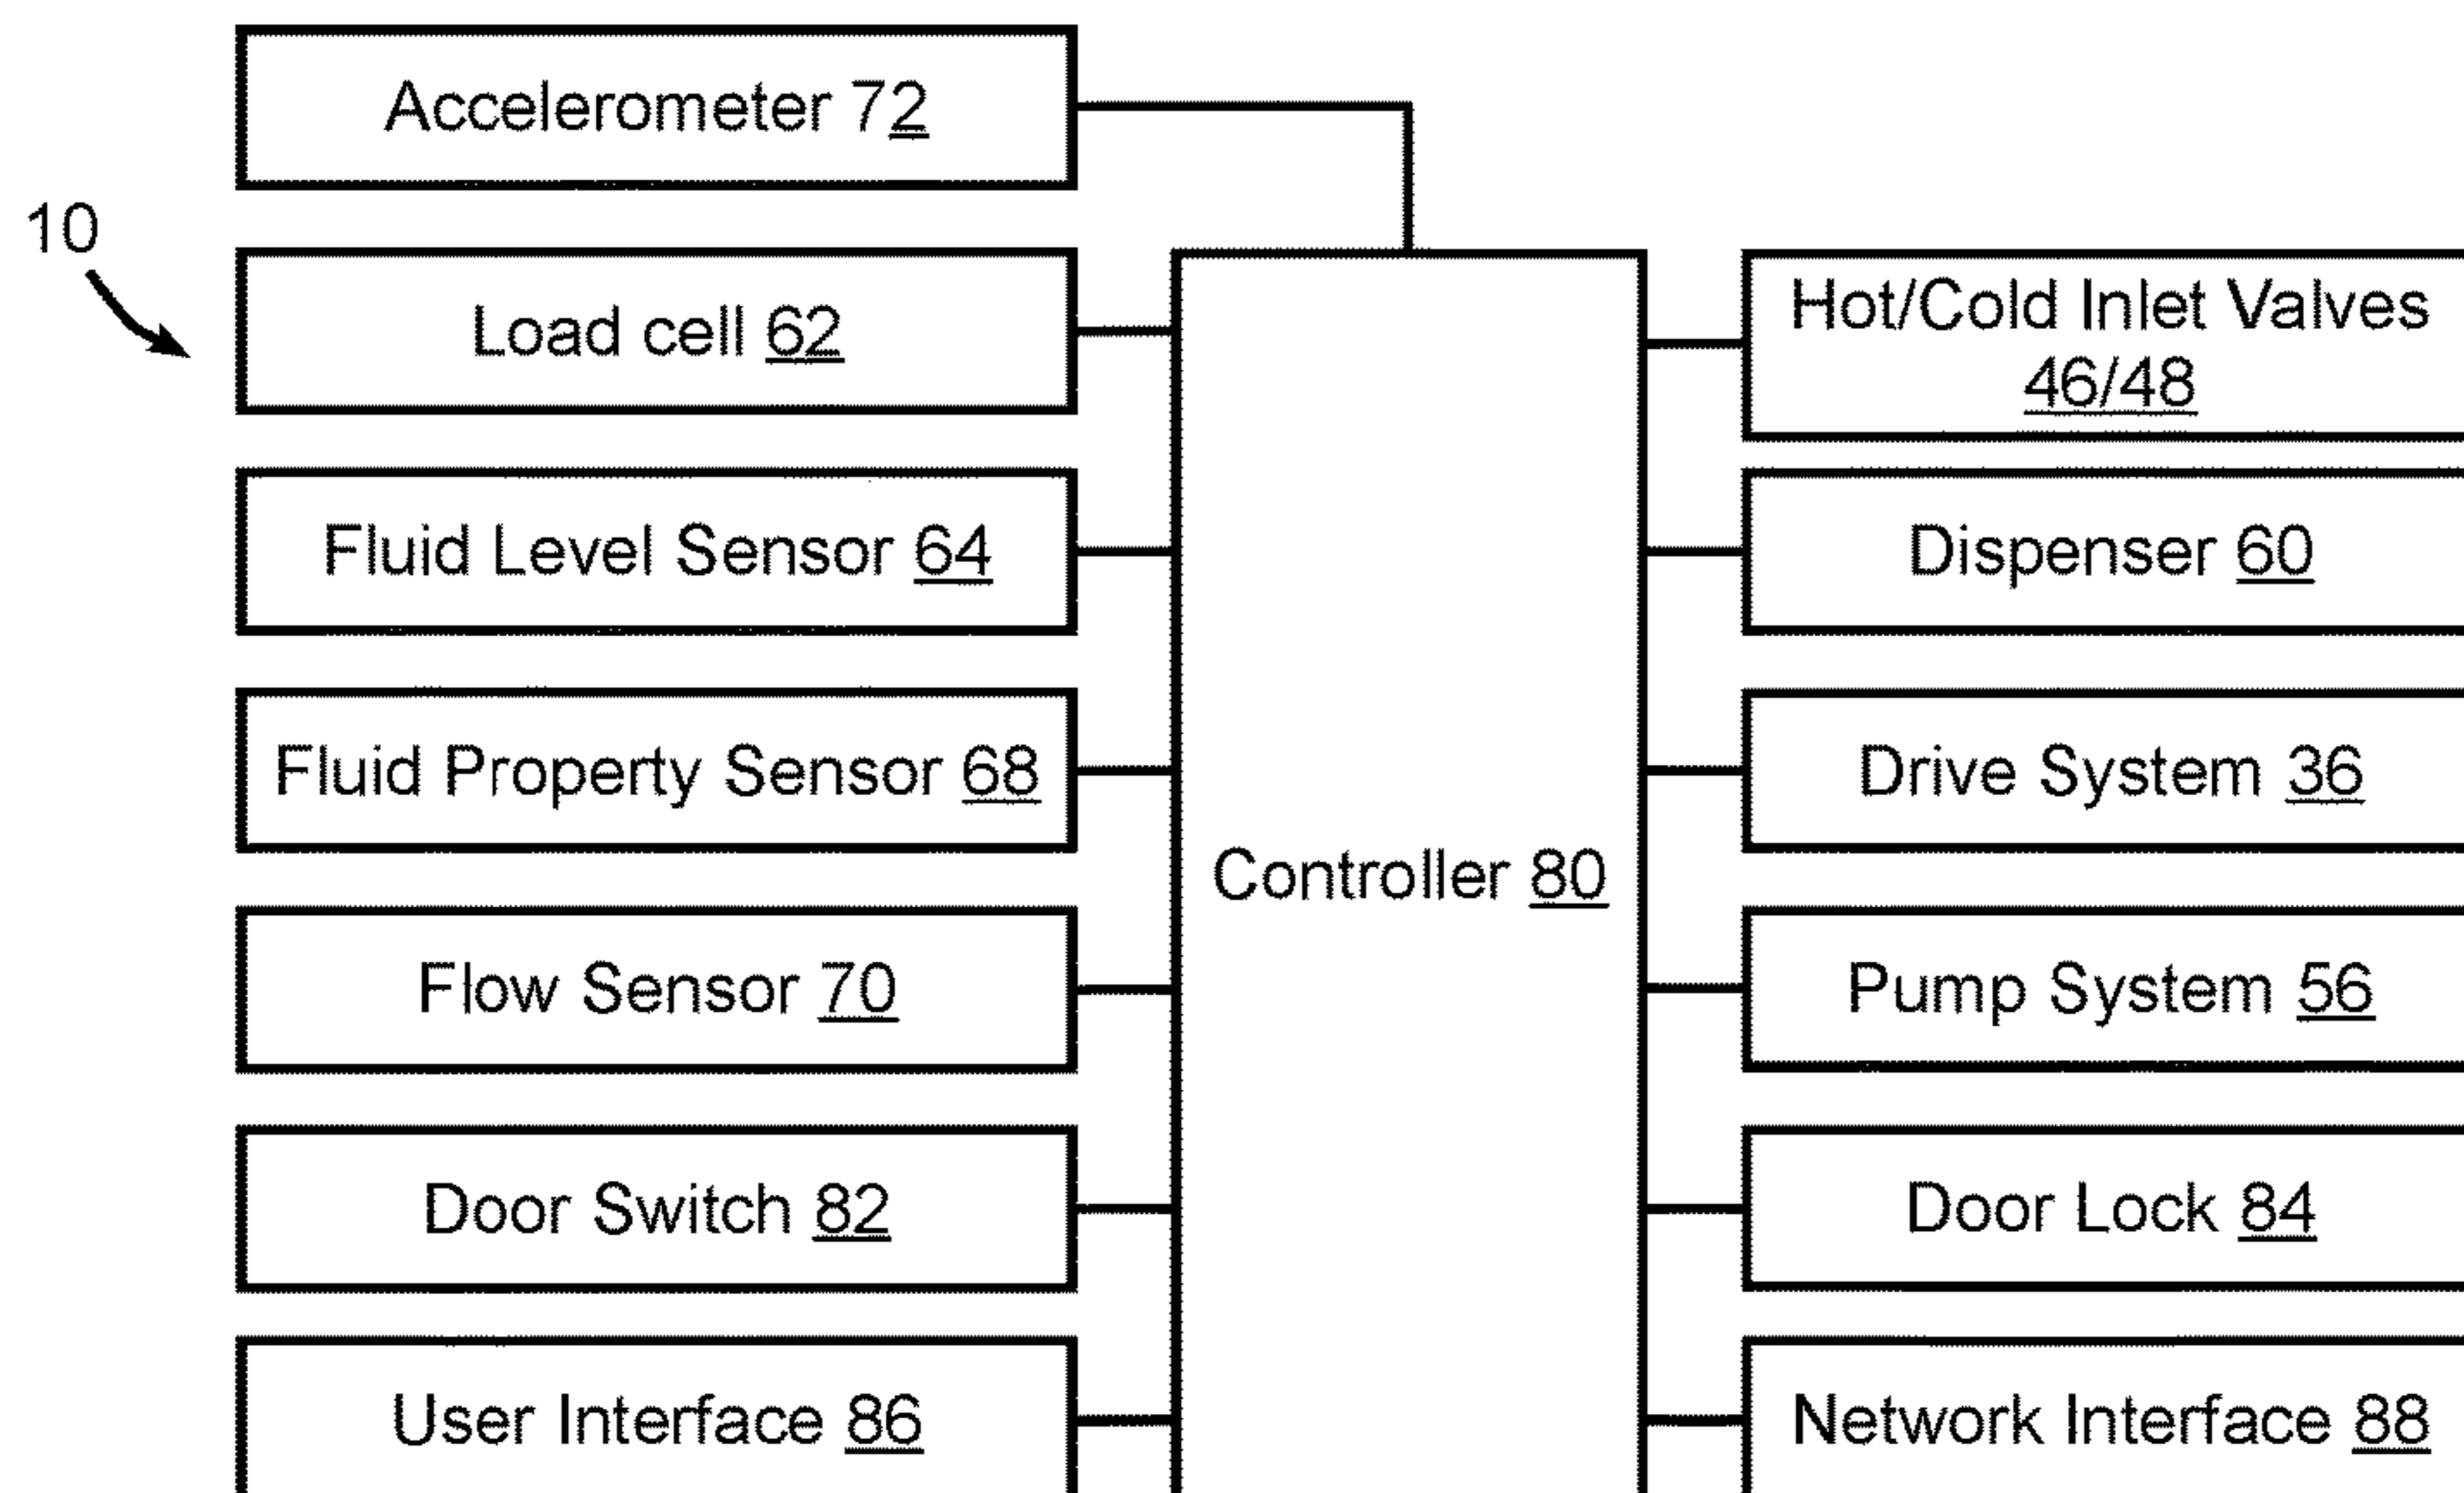 Accelerometer 72
10
Load cell 62
Fluid Level Sensor 64
Fluid Property Sensor 68
Flow Sensor 70
Door Switch 82
User Interface 86
Controller 80
Hot/Cold Inlet Valves
46/48
Dispenser 60
Drive System 36
Pump System 56
Door Lock 84
Network Interface 88